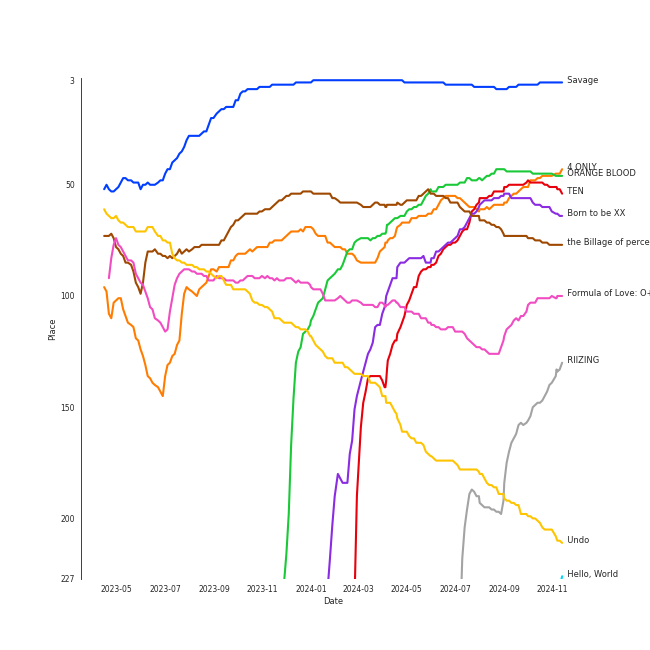 3
50
100
150
200
227
Place
2023-05
2023-07
2023-09
2023-11
2024-01
2024-03
2024-05
2024-07
2024-09
2024-11
Date
Savage
4 ONLY
ORANGE BLOOD
TEN
Born to be XX
the Billage of perce
Formula of Love: O+
RIIZING
Undo
Hello, World